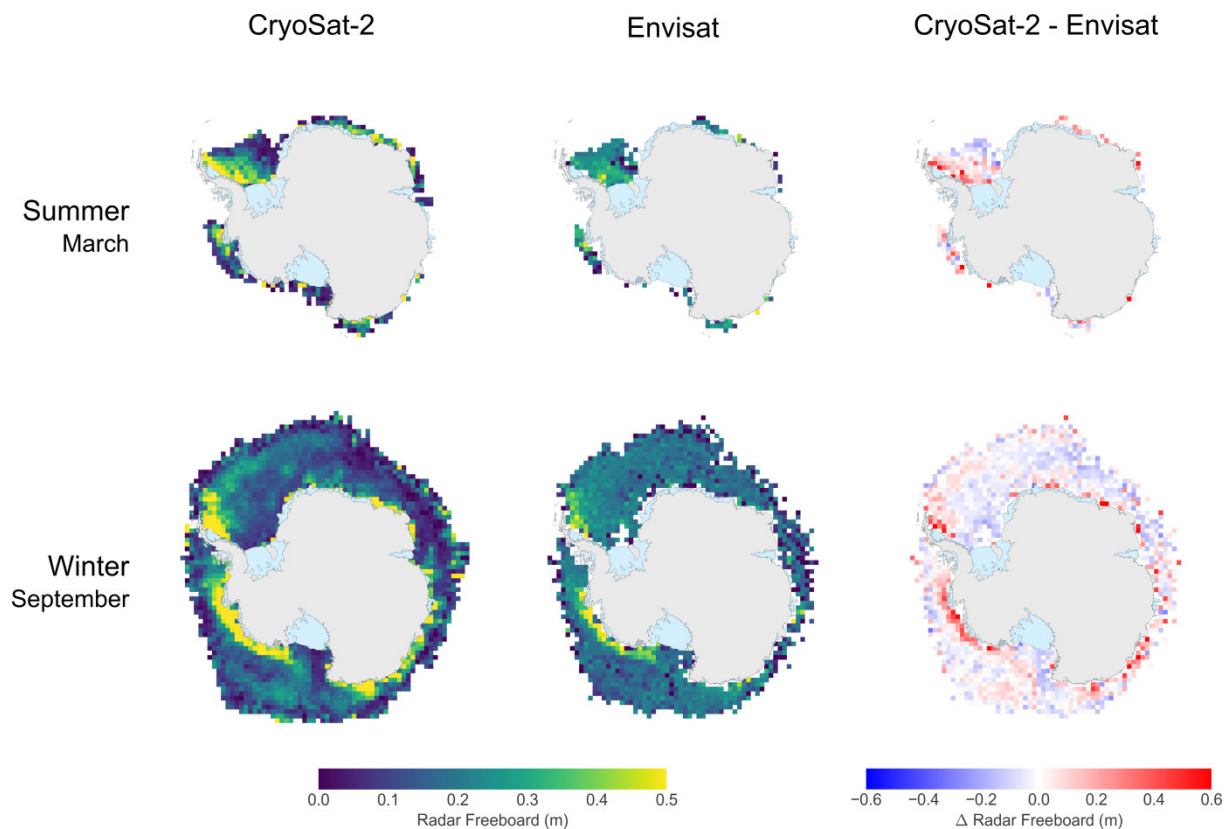 CryoSat-2 Envisat CryoSat-2 - Envisat
Summer
March
Winter
September
0.0 0.1 0.2 0.3 0.4 0.5
Radar Freeboard (m)
−0.6 −0.4 −0.2 0.0 0.2 0.4 0.6
Δ Radar Freeboard (m)